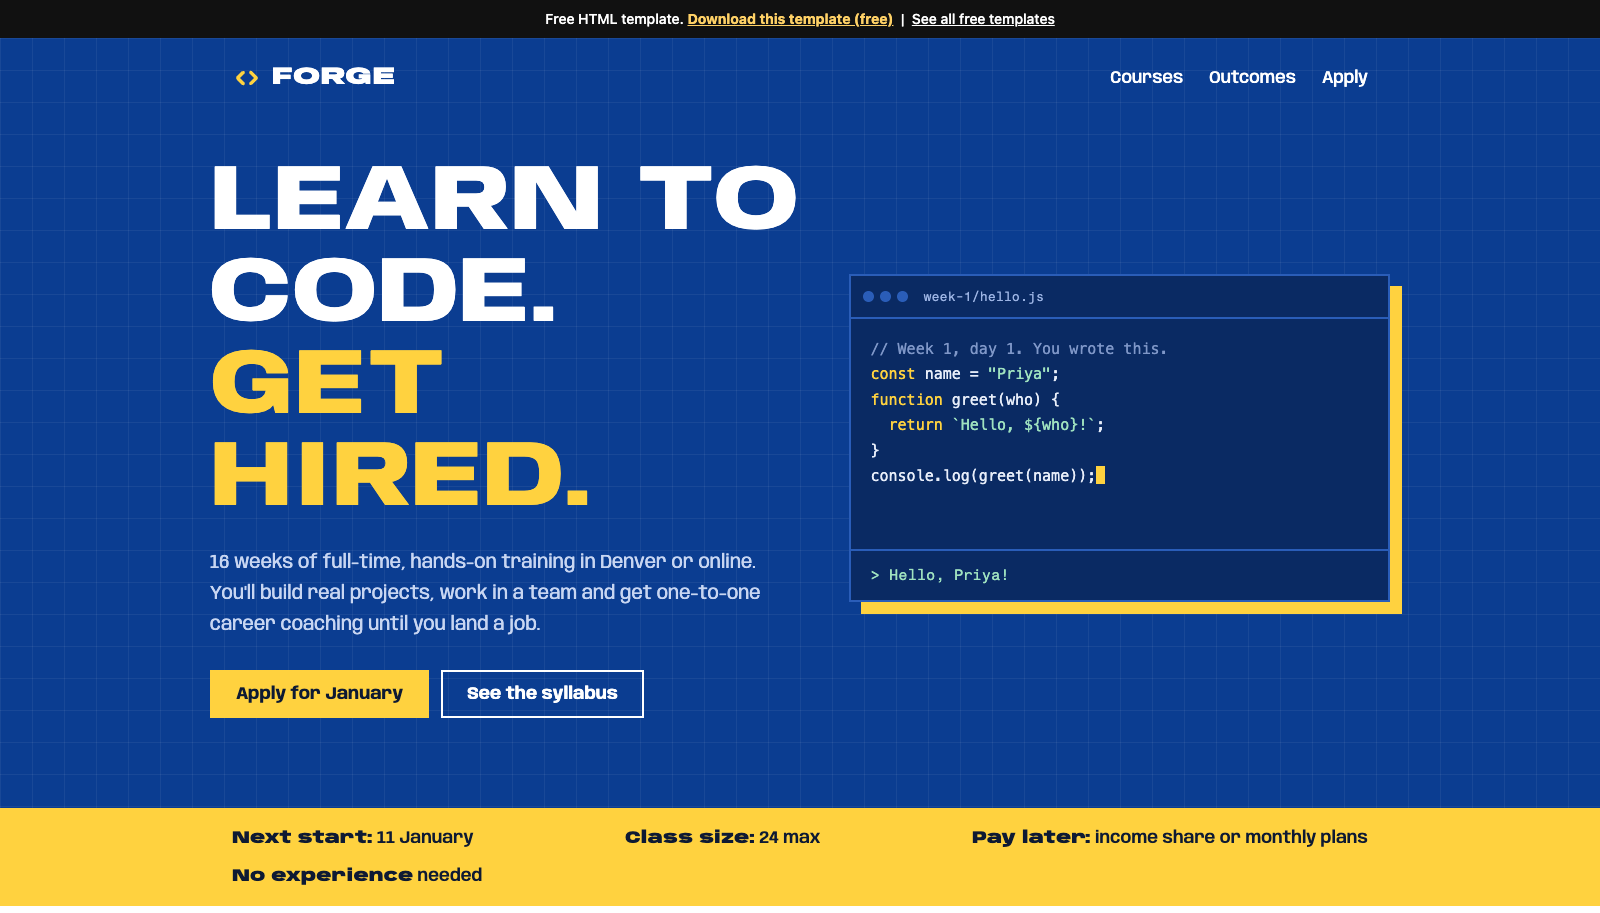 Free HTML template. Download this template (free) | See all free templates
FORGE
Courses Outcomes Apply
LEARN TO
CODE.
GET
HIRED.
16 weeks of full-time, hands-on training in Denver or online.
You'll build real projects, work in a team and get one-to-one
career coaching until you land a job.
Apply for January See the syllabus
week-1/hello.js
// Week 1, day 1. You wrote this.
const name = "Priya";
function greet(who) {
  return `Hello, ${who}!`;
}
console.log(greet(name));
> Hello, Priya!
Next start: 11 January Class size: 24 max Pay later: income share or monthly plans
No experience needed